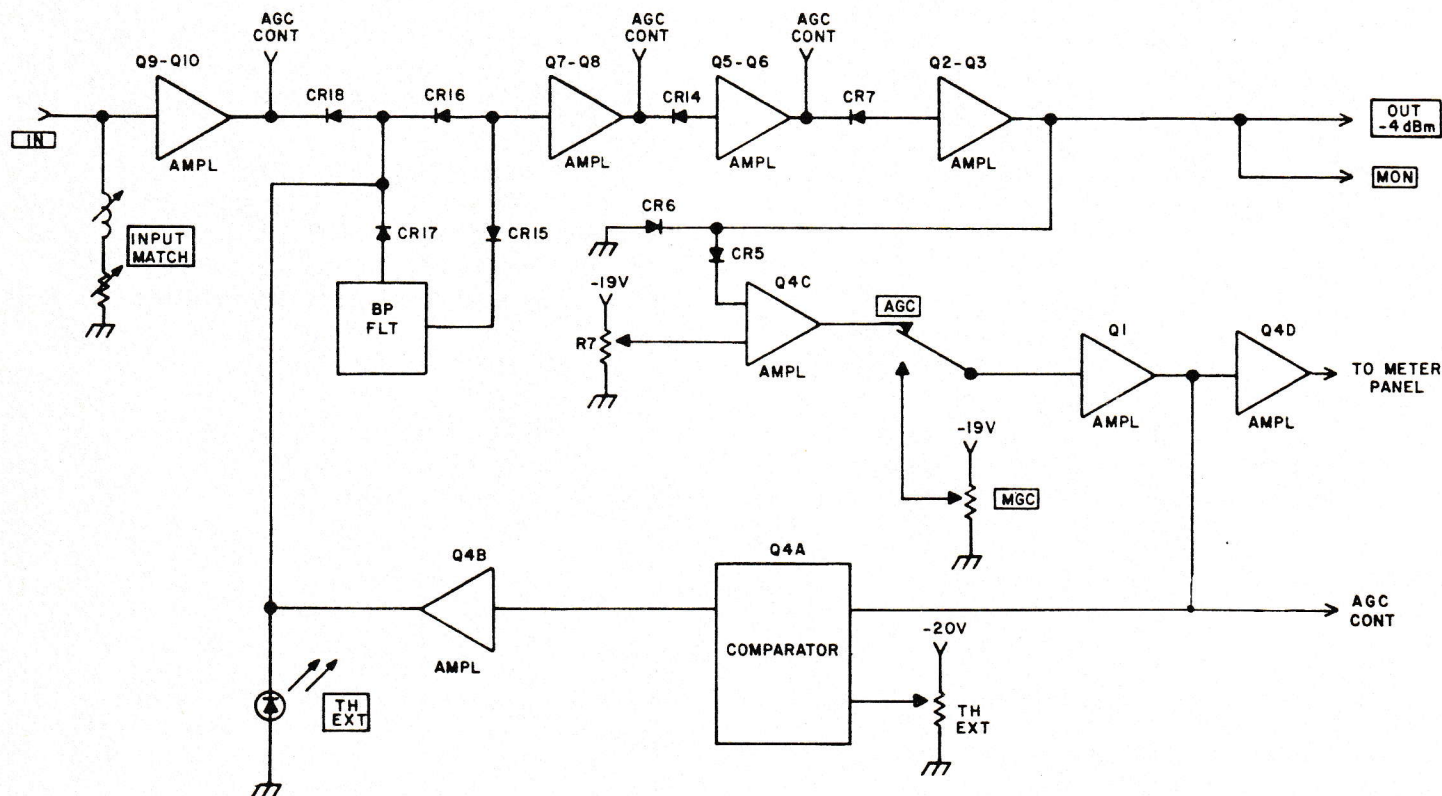 AGC
CONT
AGC
CONT
AGC
CONT
Q9-Q10
CR18
CR16
Q7-Q8
CR14
Q5-Q6
CR7
Q2-Q3
IN
AMPL
AMPL
AMPL
AMPL
OUT
-4dBm
MON
INPUT
MATCH
CR17
CR15
CR6
CR5
BP
FLT
-19V
R7
Q4C
AMPL
AGC
Q1
AMPL
Q4D
AMPL
TO METER
PANEL
-19V
MGC
Q4B
AMPL
Q4A
COMPARATOR
-20V
TH
EXT
AGC
CONT
TH
EXT